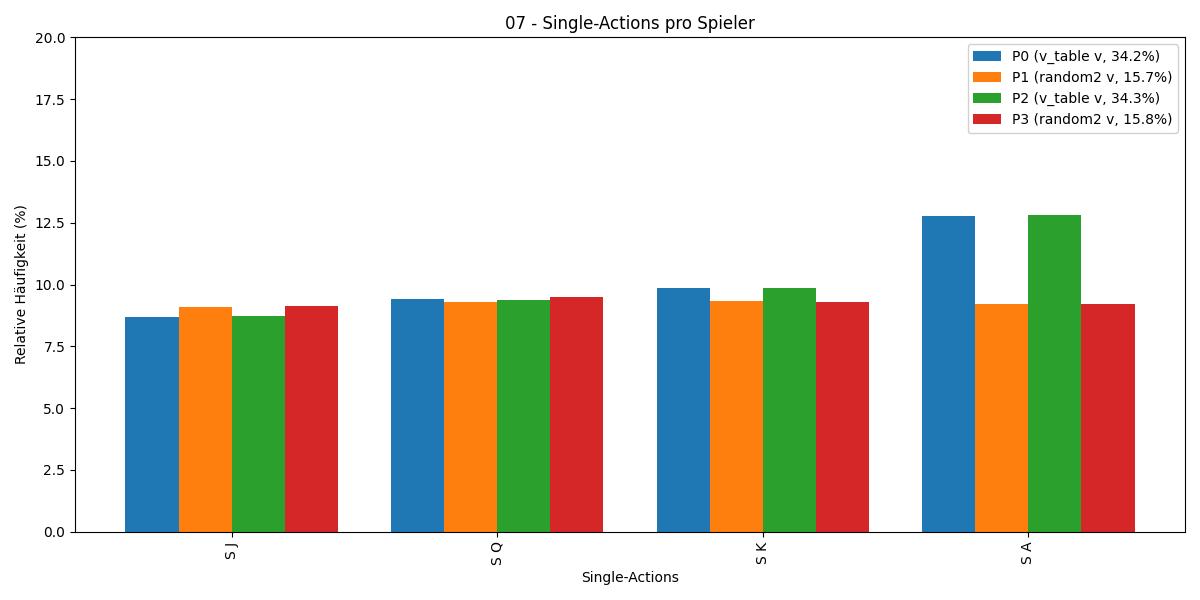 07 - Single-Actions pro Spieler
20.0
17.5
15.0
12.5
10.0
7.5
5.0
2.5
0.0
Relative Häufigkeit (%)
P0 (v_table v, 34.2%)
P1 (random2 v, 15.7%)
P2 (v_table v, 34.3%)
P3 (random2 v, 15.8%)
S J
S Q
S K
S A
Single-Actions